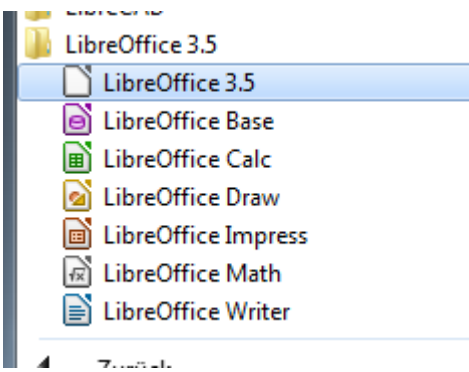 LibreCAD
LibreOffice 3.5
LibreOffice 3.5
LibreOffice Base
LibreOffice Calc
LibreOffice Draw
LibreOffice Impress
LibreOffice Math
LibreOffice Writer
Zurück